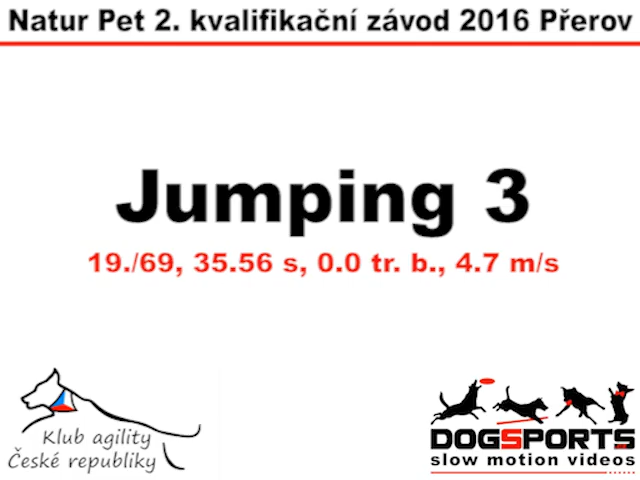 Natur Pet 2. kvalifikační závod 2016 Přerov
Jumping 3
19./69, 35.56 s, 0.0 tr. b., 4.7 m/s
Klub agility
České republiky
DOGSPORTS
slow motion videos